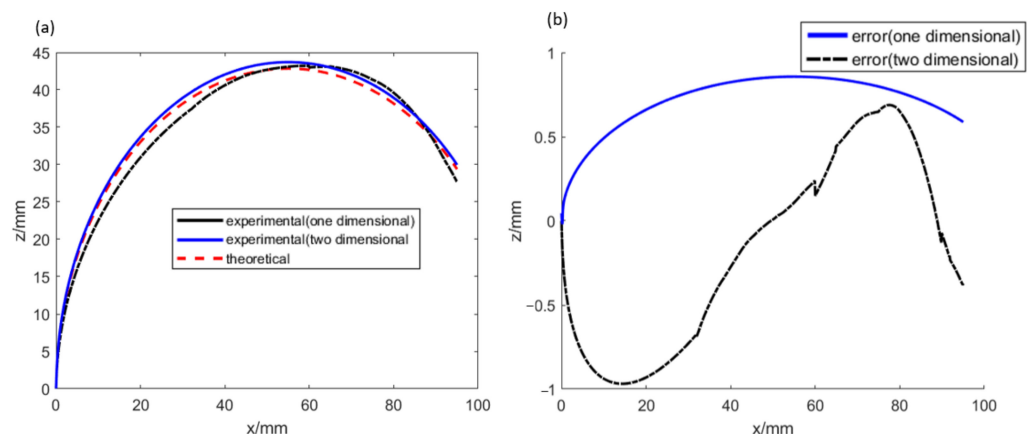 (a)
45
40
35
30
25
20
15
10
5
0
z/mm
0 20 40 60 80 100
x/mm
experimental(one dimensional)
experimental(two dimensional
theoretical
(b)
error(one dimensional)
error(two dimensional)
1
0.5
0
-0.5
-1
z/mm
0 20 40 60 80 100
x/mm